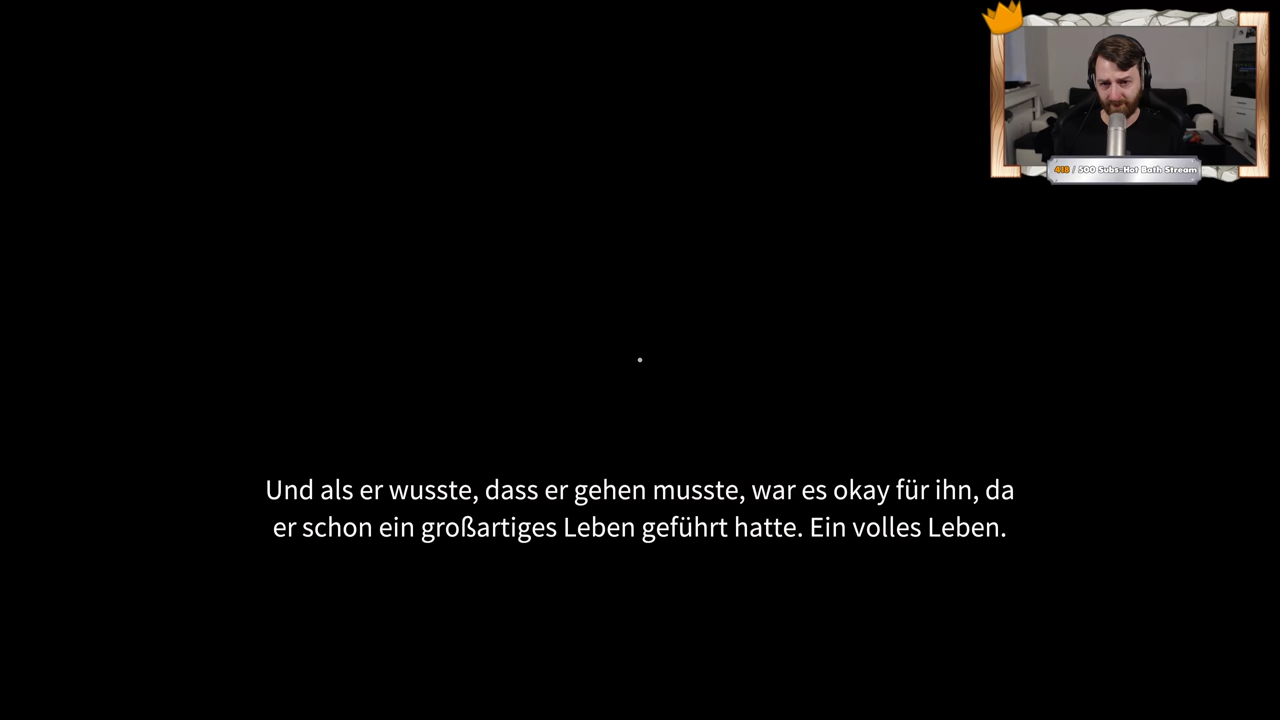 418 / 500 Subs-Hot Bath Stream
Und als er wusste, dass er gehen musste, war es okay für ihn, da
er schon ein großartiges Leben geführt hatte. Ein volles Leben.